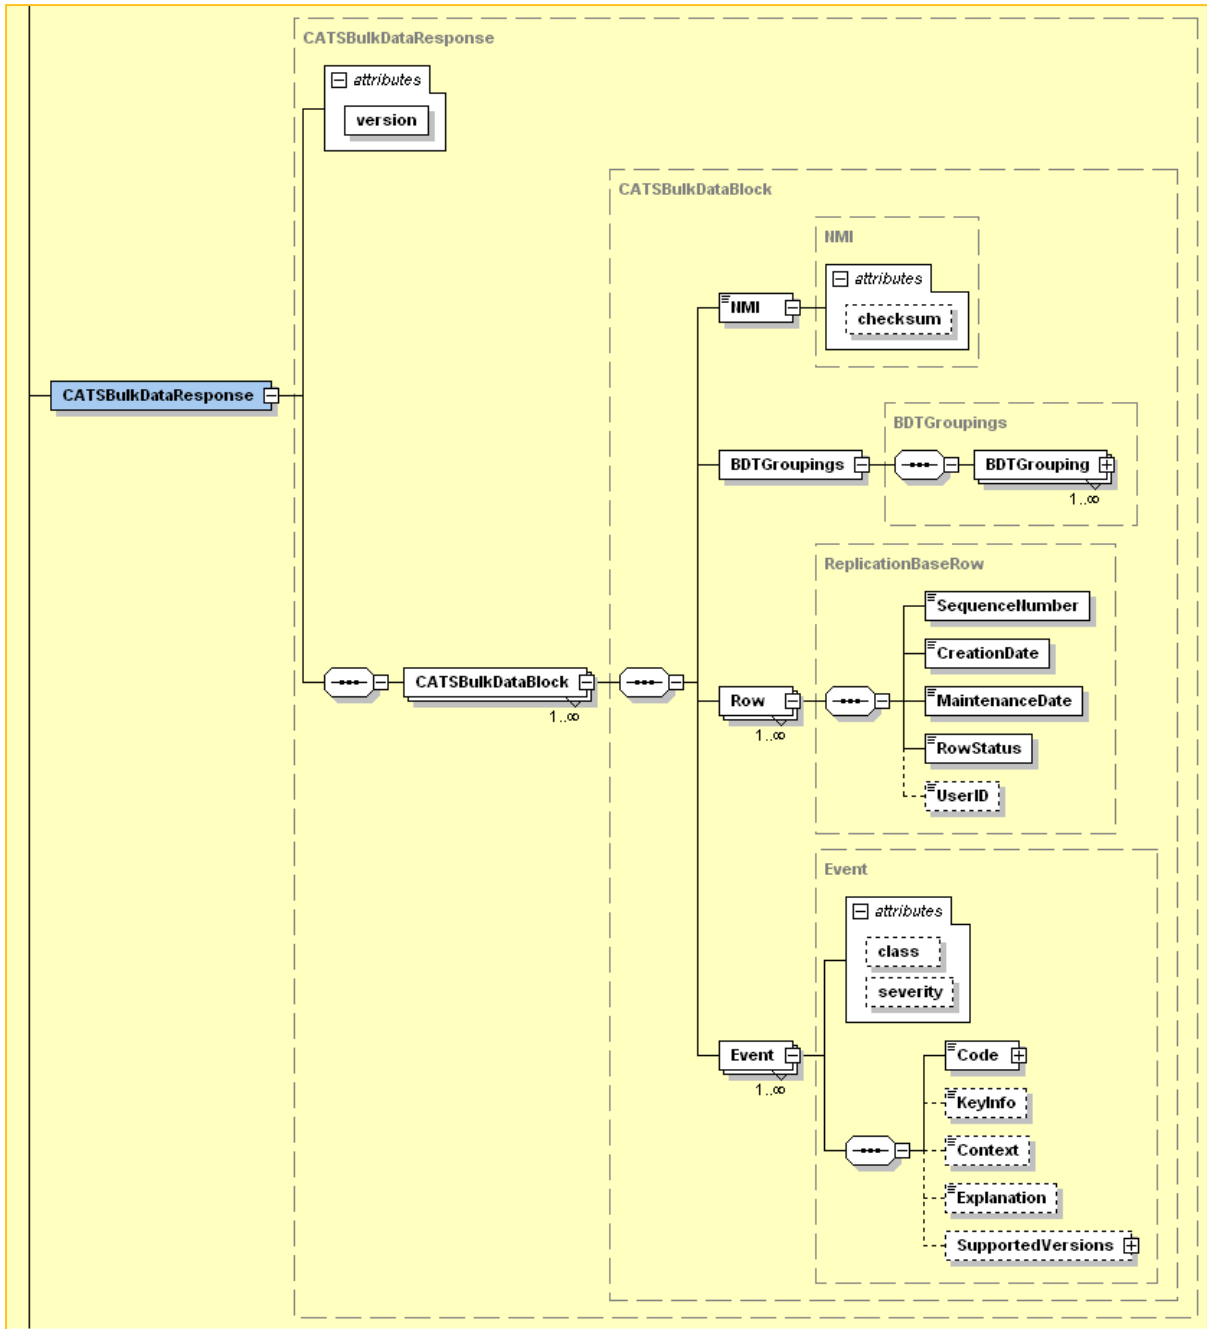 CATSBulkDataResponse
attributes
version
CATSBulkDataBlock
NMI
attributes
NMI
checksum
CATSBulkDataResponse
BDTGroupings
BDTGroupings
BDTGrouping
1..∞
ReplicationBaseRow
SequenceNumber
CreationDate
CATSBulkDataBlock
1..∞
Row
1..∞
MaintenanceDate
RowStatus
UserID
Event
attributes
class
severity
Event
1..∞
Code
KeyInfo
Context
Explanation
SupportedVersions